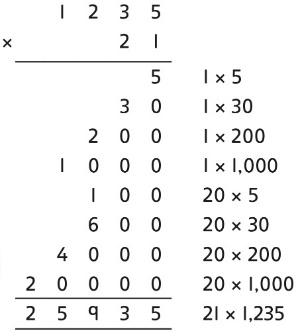 1 2 3 5
× 2 1
5 1 × 5
3 0 1 × 30
2 0 0 1 × 200
1 0 0 0 1 × 1,000
1 0 0 20 × 5
6 0 0 20 × 30
4 0 0 0 20 × 200
2 0 0 0 0 20 × 1,000
2 5 9 3 5 21 × 1,235